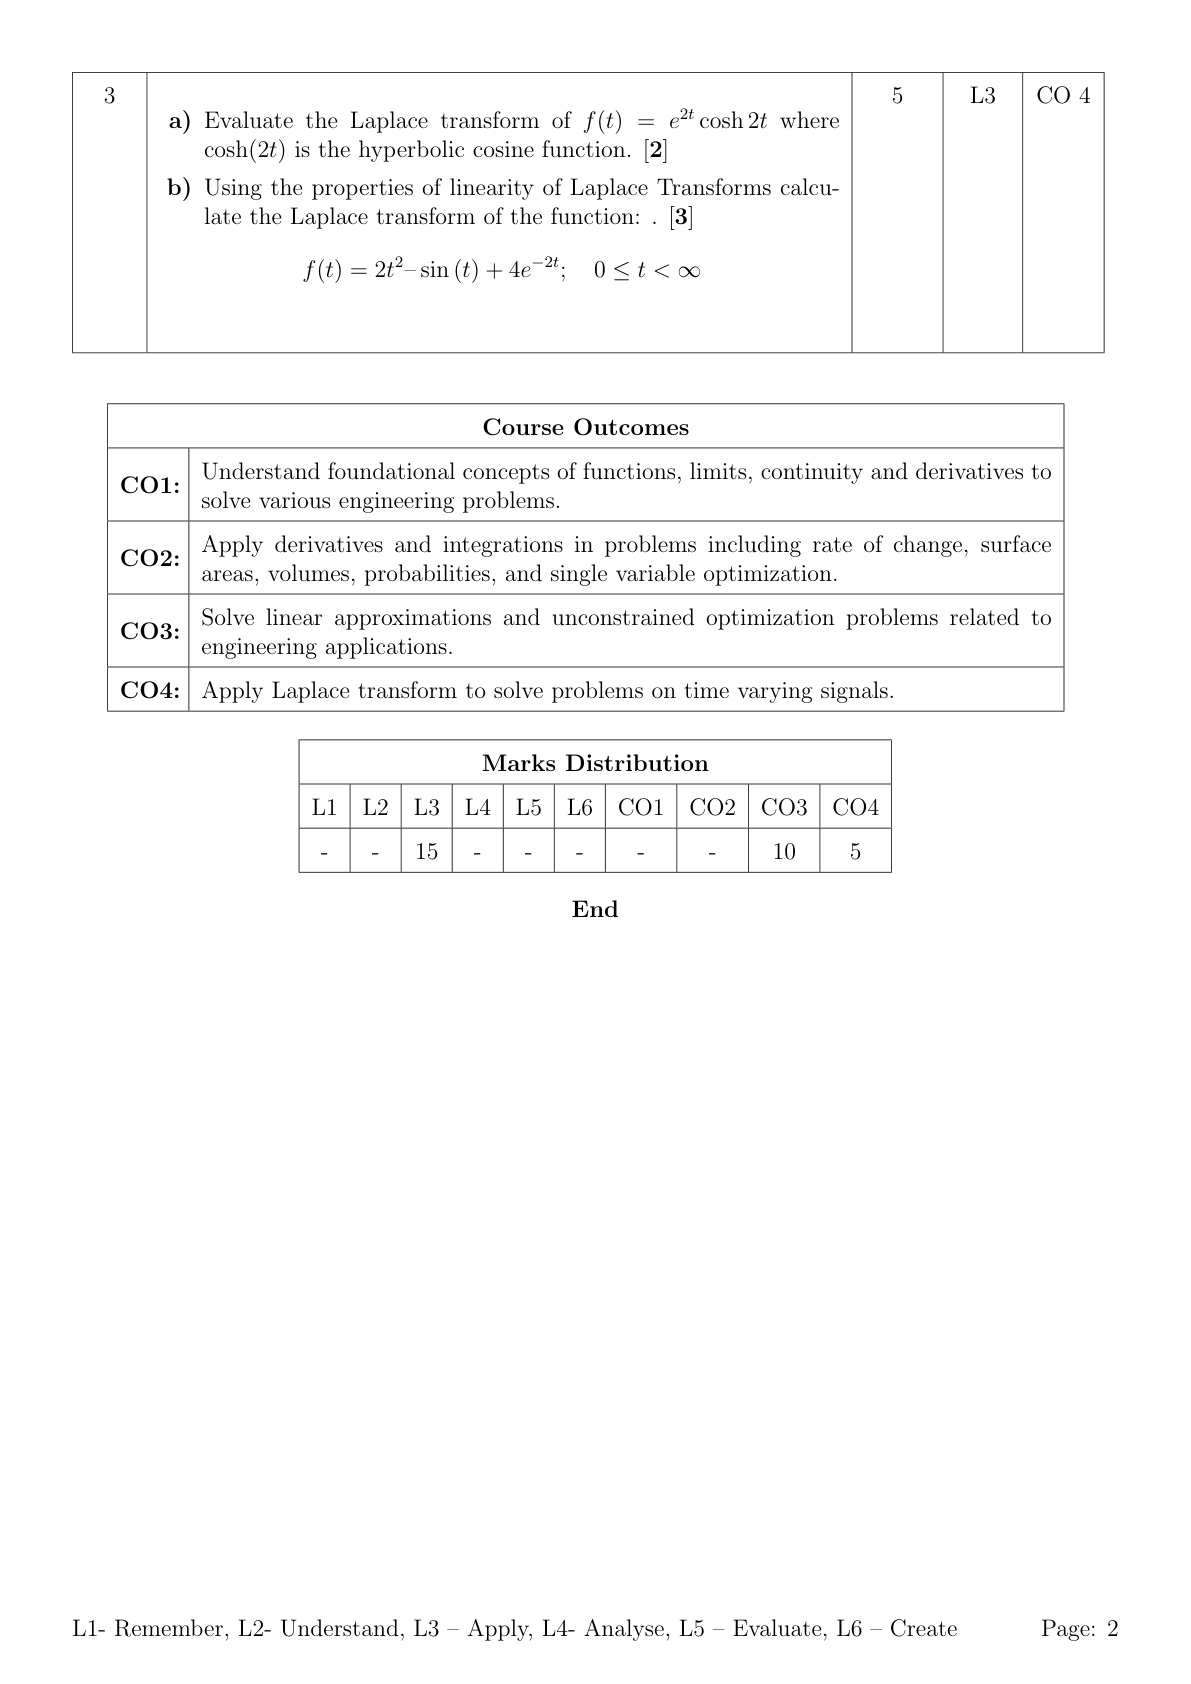 3
a) Evaluate the Laplace transform of f(t) = e^{2t} cosh 2t where
cosh(2t) is the hyperbolic cosine function. [2]
b) Using the properties of linearity of Laplace Transforms calcu-
late the Laplace transform of the function: . [3]
f(t) = 2t^2– sin (t) + 4e^{−2t};  0 ≤ t < ∞
5
L3
CO 4
Course Outcomes
CO1: Understand foundational concepts of functions, limits, continuity and derivatives to
solve various engineering problems.
CO2: Apply derivatives and integrations in problems including rate of change, surface
areas, volumes, probabilities, and single variable optimization.
CO3: Solve linear approximations and unconstrained optimization problems related to
engineering applications.
CO4: Apply Laplace transform to solve problems on time varying signals.
Marks Distribution
L1 L2 L3 L4 L5 L6 CO1 CO2 CO3 CO4
- - 15 - - - - - 10 5
End
L1- Remember, L2- Understand, L3 – Apply, L4- Analyse, L5 – Evaluate, L6 – Create Page: 2